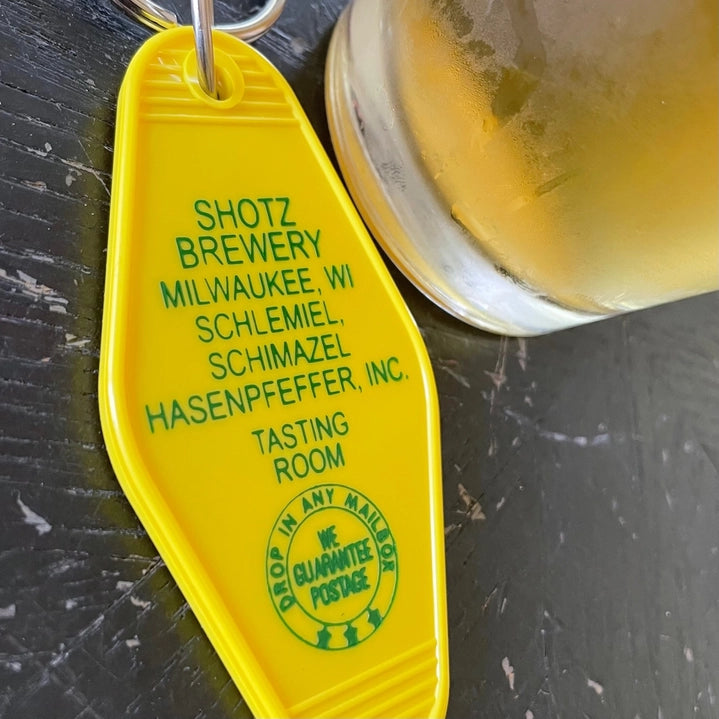 SHOTZ
BREWERY
MILWAUKEE, WI
SCHLEMIEL,
SCHIMAZEL
HASENPFEFFER, INC.
TASTING
ROOM
DROP IN ANY MAILBOX
WE
GUARANTEE
POSTAGE